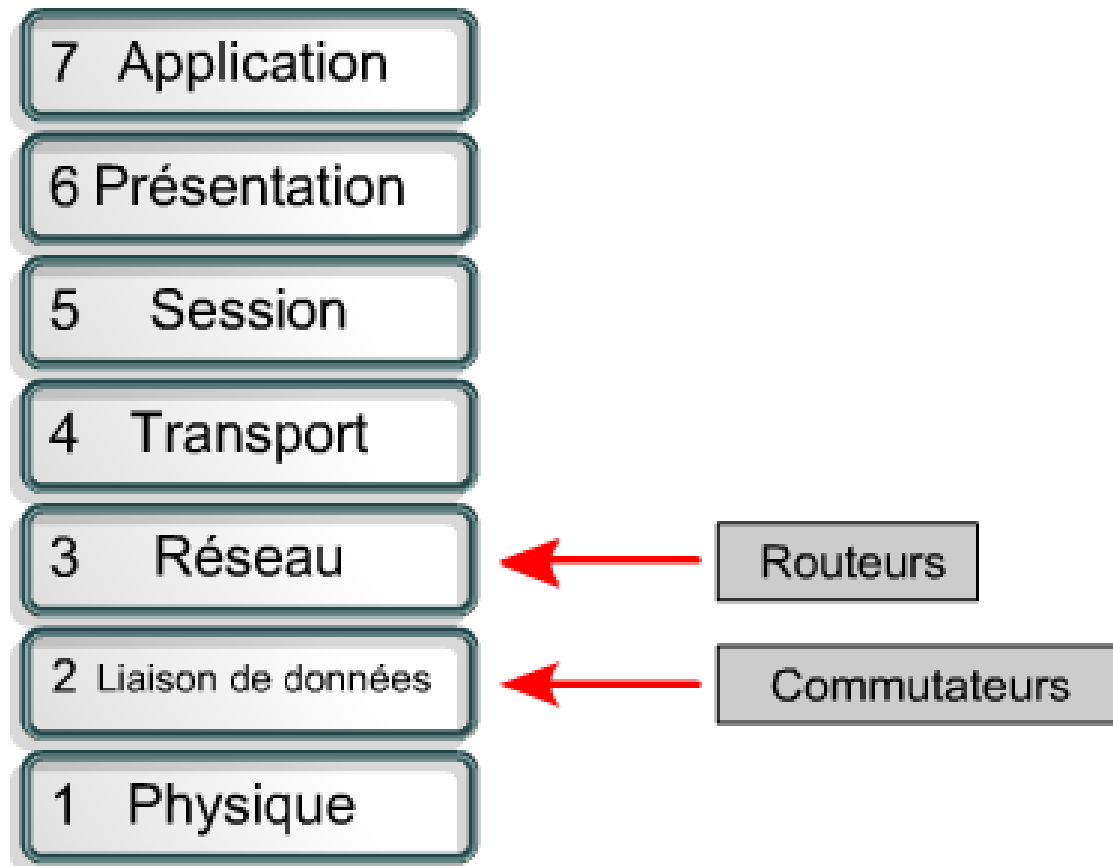 7 Application
6 Présentation
5 Session
4 Transport
3 Réseau
Routeurs
2 Liaison de données
Commutateurs
1 Physique